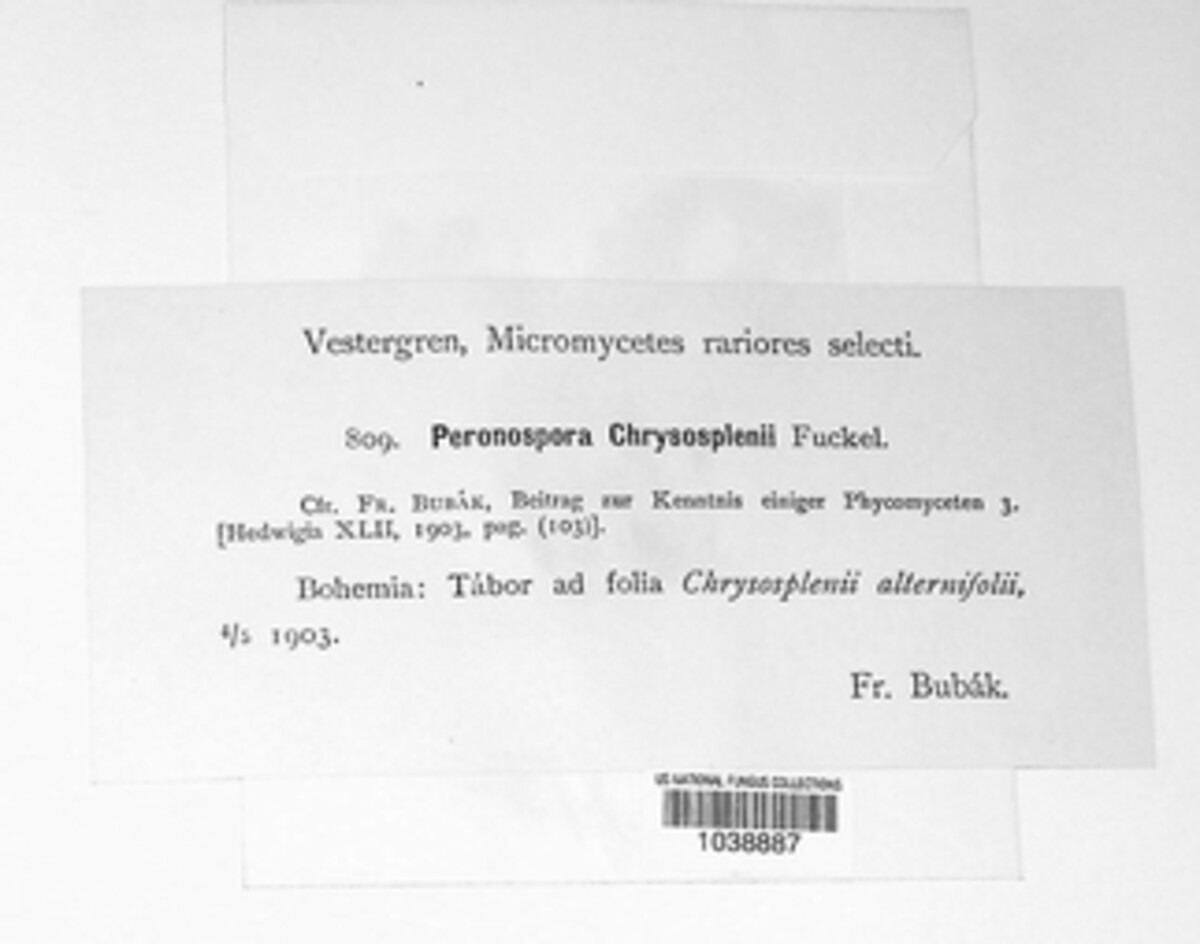 Vestergren, Micromycetes rariores selecti.
809. Peronospora Chrysosplenii Fuckel.
Cfr. FR. BUBÁK, Beitrag zur Kenntnis einiger Phycomyceten 3.
[Hedwigia XLII, 1903, pag. (103)].
Bohemia: Tábor ad folia Chrysosplenii alternifolii,
/5 1903.
Fr. Bubák.
US NATIONAL FUNGUS COLLECTIONS
1038887